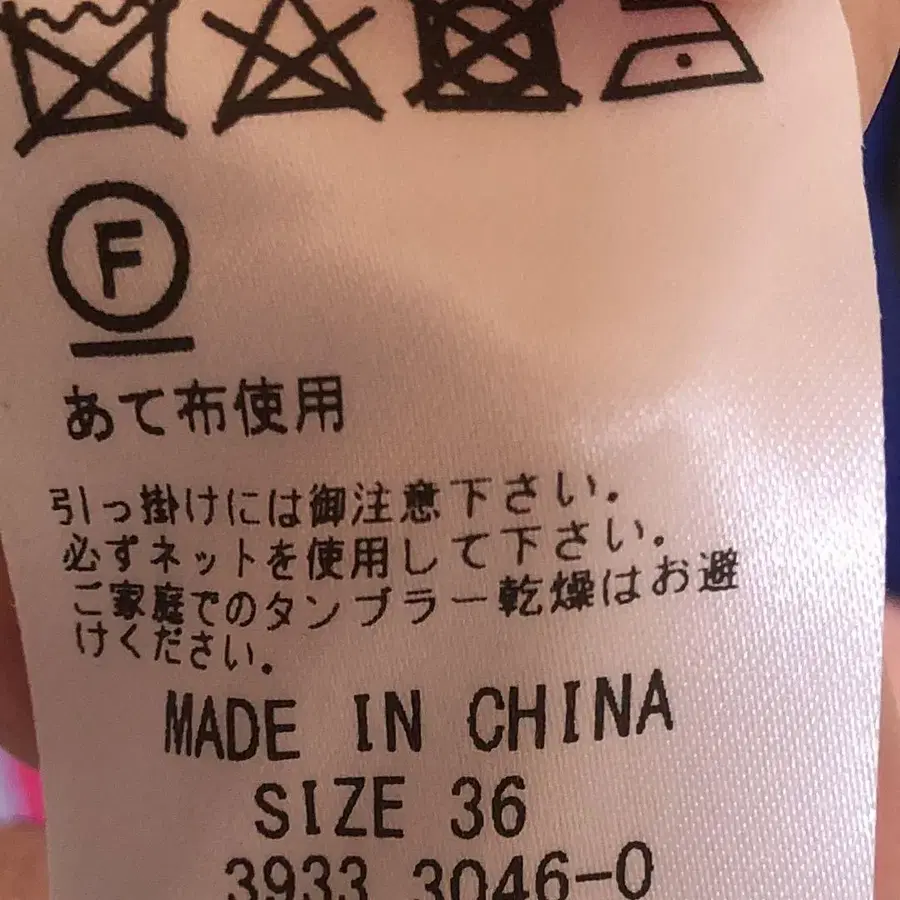 F
あて布使用
引っ掛けには御注意下さい。
必ずネットを使用して下さい。
ご家庭でのタンブラー乾燥はお避
けください。
MADE IN CHINA
SIZE 36
3933 3046-0